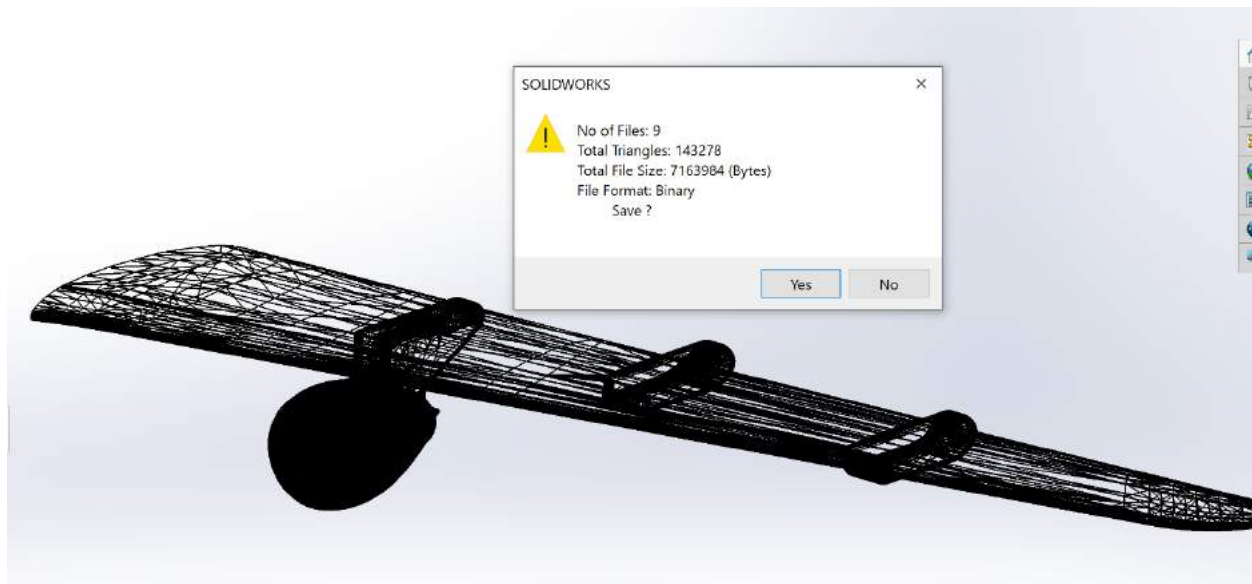 SOLIDWORKS
No of Files: 9
Total Triangles: 143278
Total File Size: 7163984 (Bytes)
File Format: Binary
Save ?
Yes
No